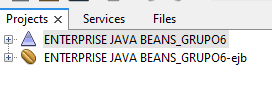 Projects Services Files
ENTERPRISE JAVA BEANS_GRUPO6
ENTERPRISE JAVA BEANS_GRUPO6-ejb